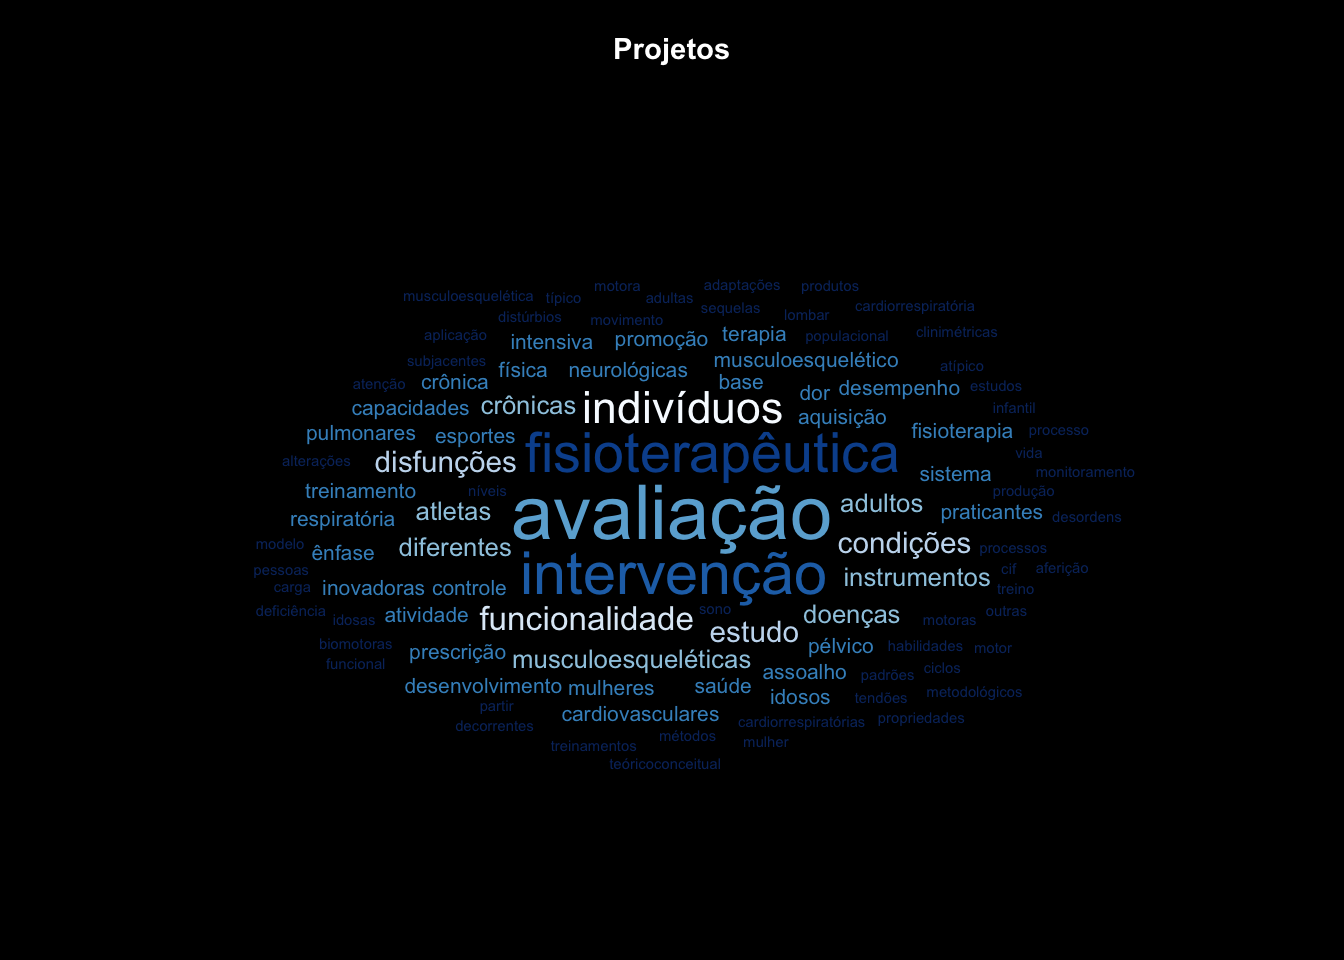 Projetos
motora adaptações produtos
musculoesquelética típico adultas
distúrbios movimento sequelas lombar cardiorrespiratória
aplicação intensiva promoção terapia populacional clinimétricas
subjacentes física neurológicas musculoesquelético atípico
atenção crônica base dor desempenho estudos
capacidades crônicas indivíduos aquisição infantil
pulmonares esportes fisioterapia processo
alterações disfunções fisioterapêutica sistema vida monitoramento
treinamento níveis produção
respiratória atletas avaliação adultos praticantes desordens
modelo ênfase diferentes condições processos
pessoas cif aferição
carga inovadoras controle intervenção instrumentos treino
deficiência idosas atividade funcionalidade sono doenças motoras outras
biomotoras prescrição estudo pélvico habilidades motor
funcional musculoesqueléticas assoalho padrões ciclos
desenvolvimento mulheres saúde idosos tendões metodológicos
partir cardiovasculares cardiorrespiratórias propriedades
decorrentes treinamentos métodos mulher
teóricoconceitual